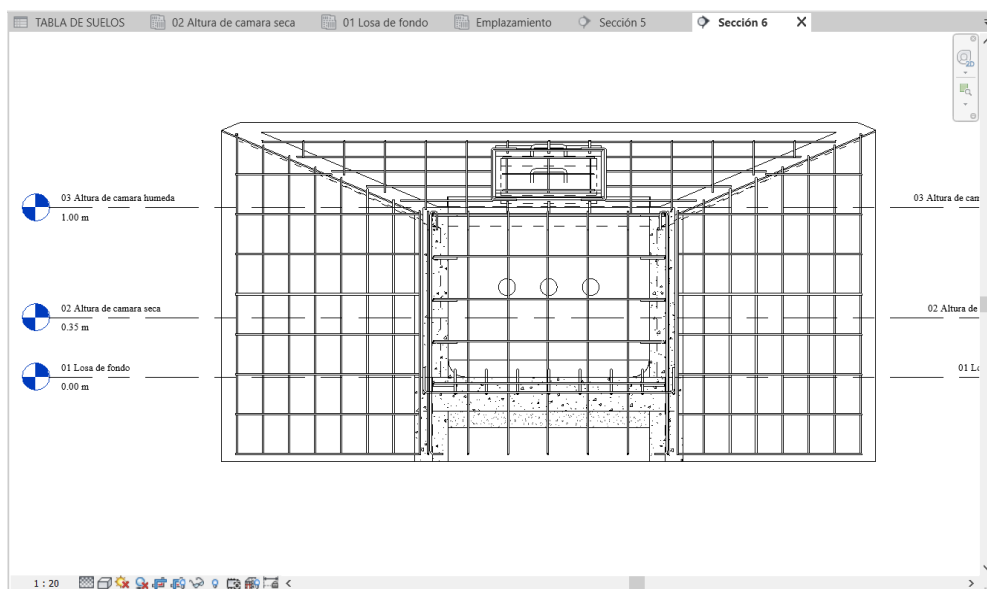 TABLA DE SUELOS 02 Altura de camara seca 01 Losa de fondo Emplazamiento Sección 5 Sección 6 X
2D
03 Altura de camara humeda
1.00 m
03 Altura de cam
02 Altura de camara seca
0.35 m
02 Altura de
01 Losa de fondo
0.00 m
01 Lo
1 : 20